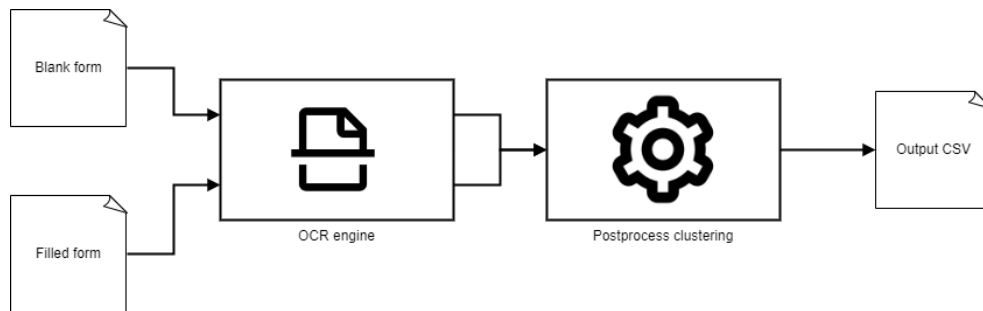 Blank form
Filled form
OCR engine
Postprocess clustering
Output CSV